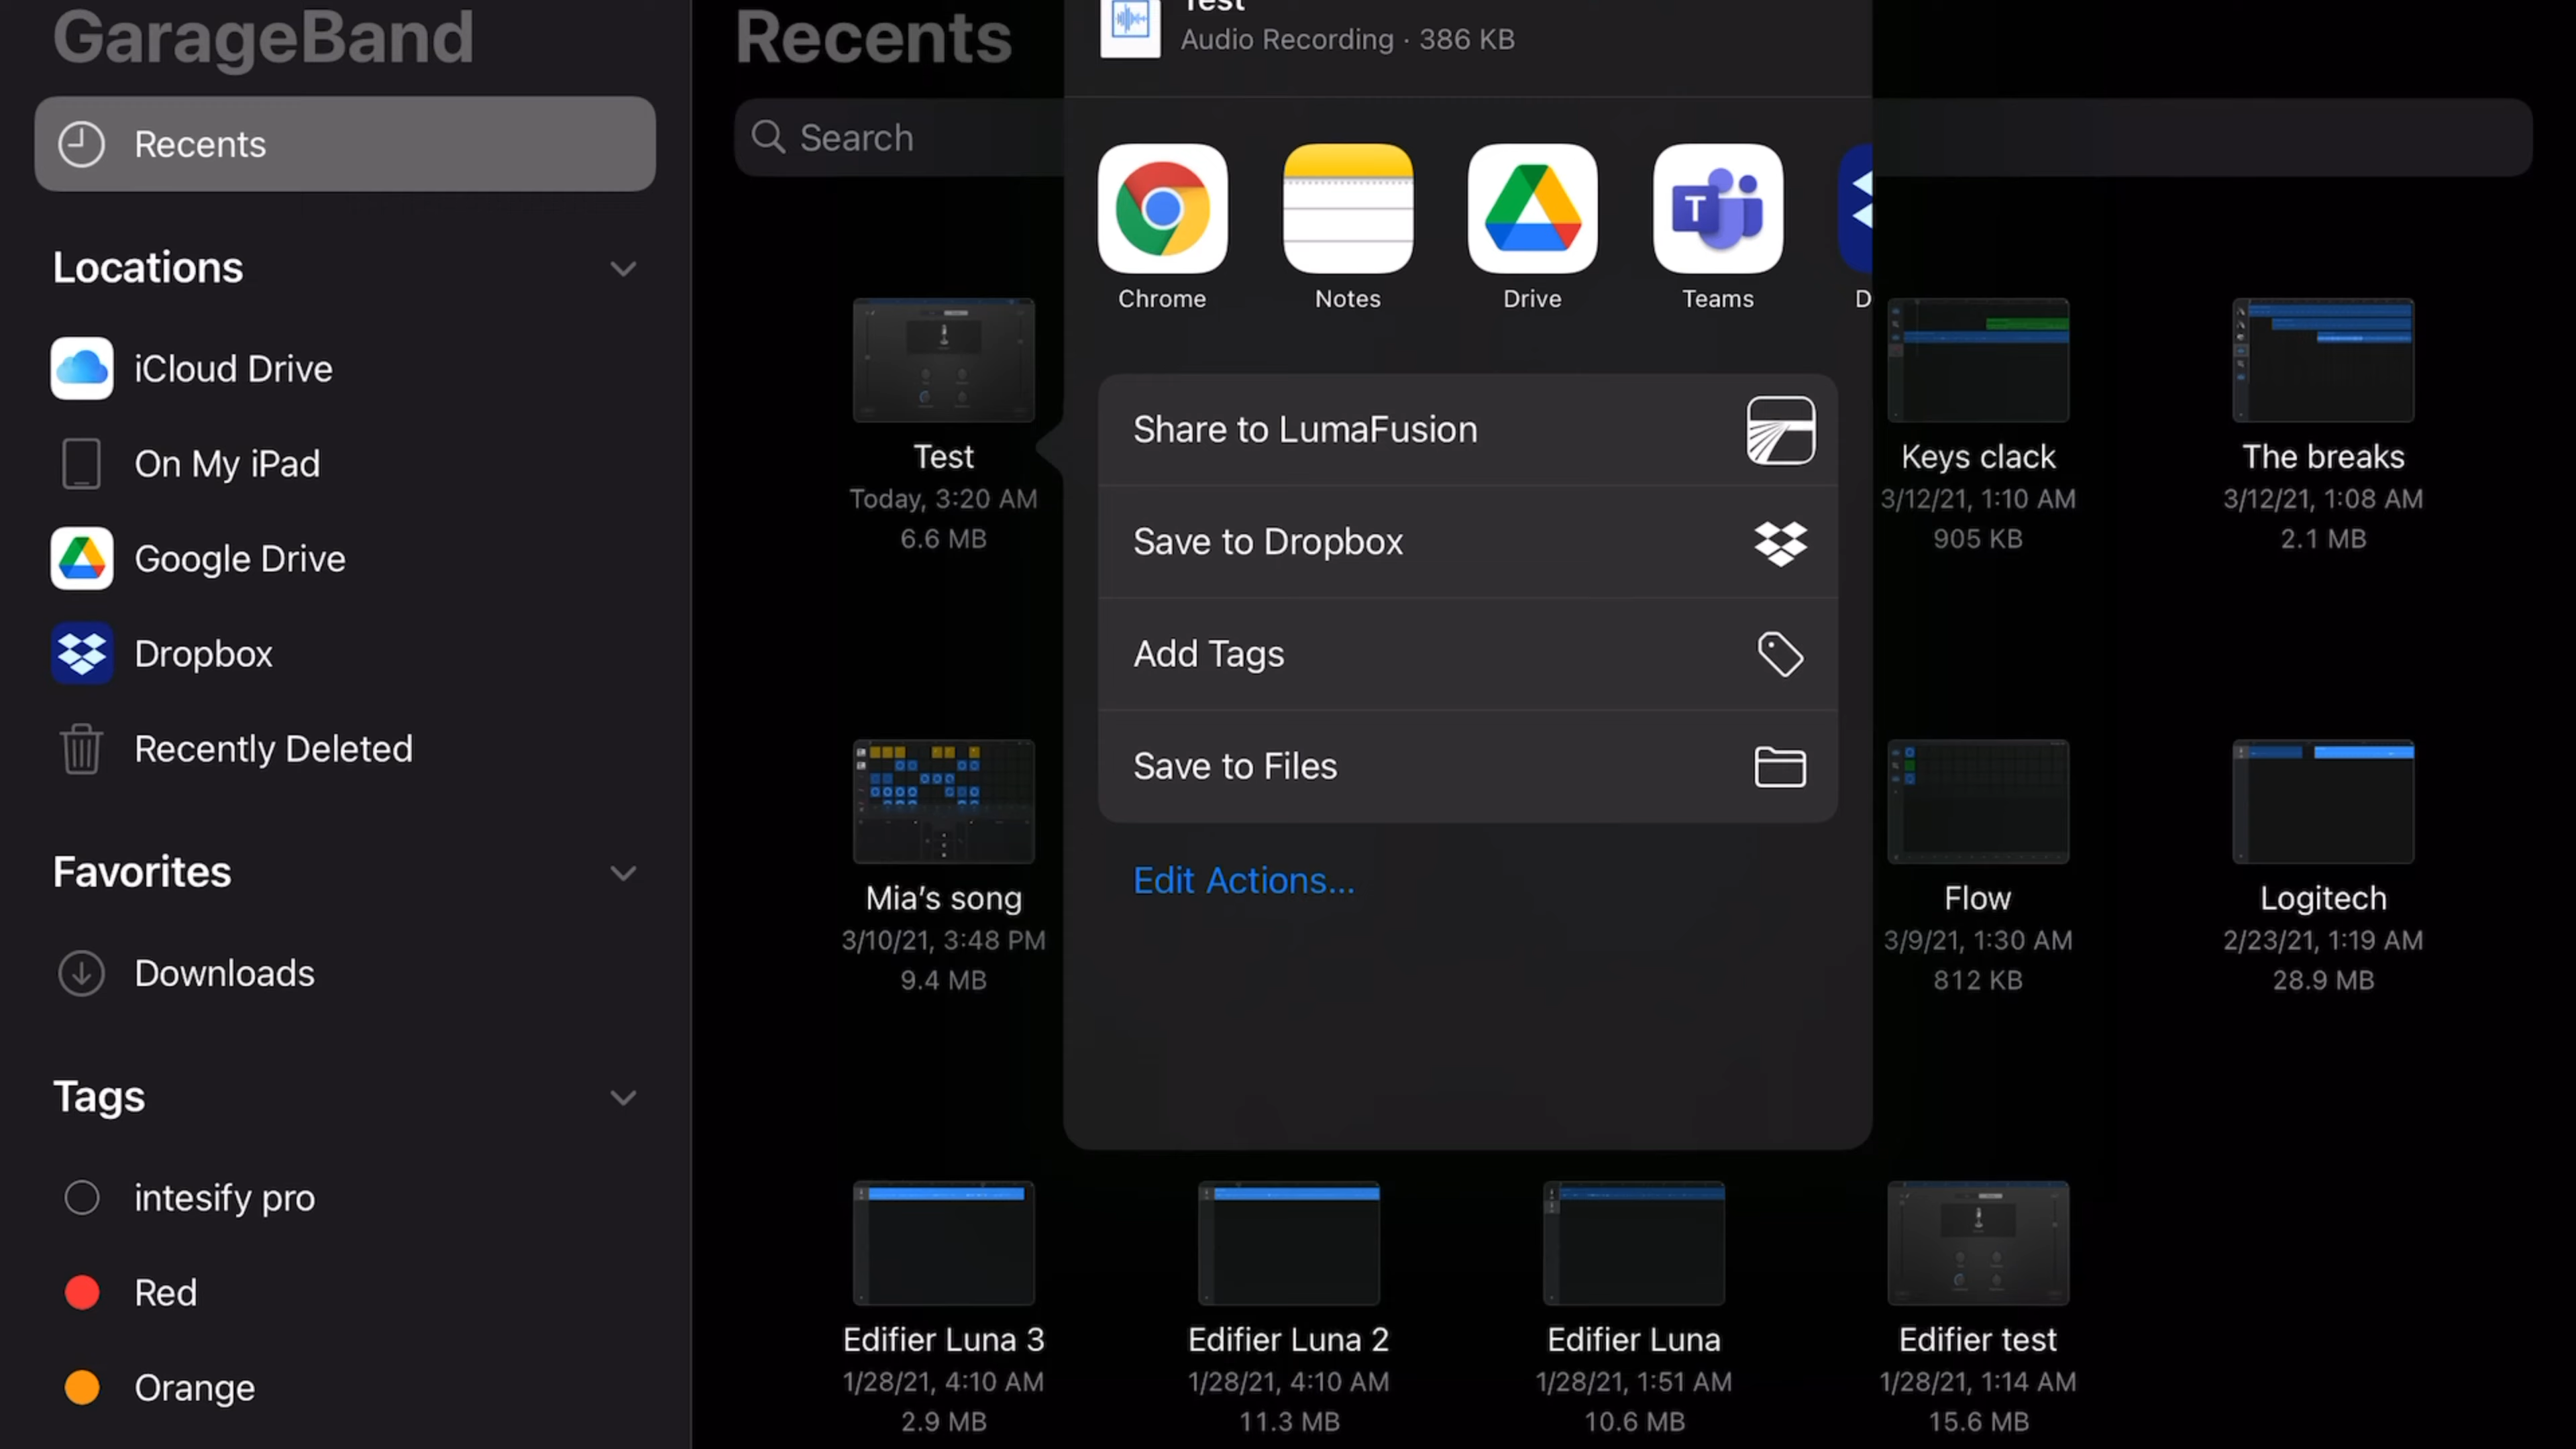 GarageBand
Recents
Locations
iCloud Drive
On My iPad
Google Drive
Dropbox
Recently Deleted
Favorites
Downloads
Tags
intesify pro
Red
Orange
Recents
Search
Test
Audio Recording · 386 KB
Chrome
Notes
Drive
Teams
D
Share to LumaFusion
Save to Dropbox
Add Tags
Save to Files
Edit Actions...
Test
Today, 3:20 AM
6.6 MB
Keys clack
3/12/21, 1:10 AM
905 KB
The breaks
3/12/21, 1:08 AM
2.1 MB
Mia’s song
3/10/21, 3:48 PM
9.4 MB
Flow
3/9/21, 1:30 AM
812 KB
Logitech
2/23/21, 1:19 AM
28.9 MB
Edifier Luna 3
1/28/21, 4:10 AM
2.9 MB
Edifier Luna 2
1/28/21, 4:10 AM
11.3 MB
Edifier Luna
1/28/21, 1:51 AM
10.6 MB
Edifier test
1/28/21, 1:14 AM
15.6 MB